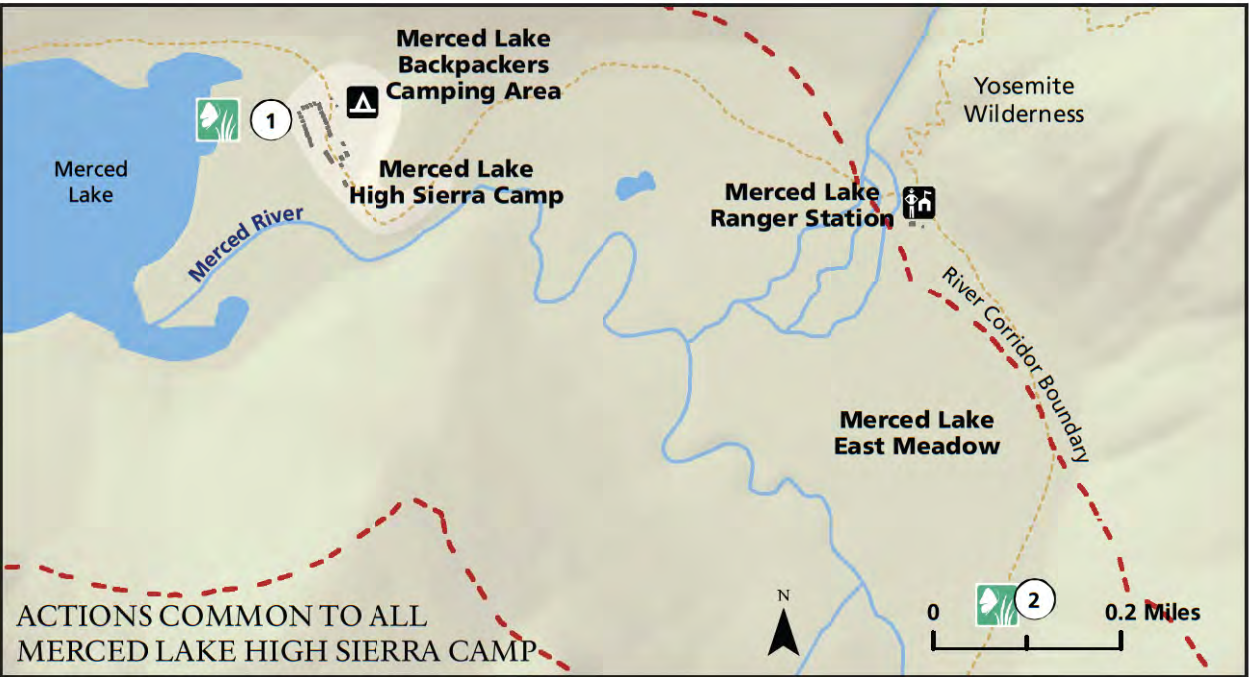 Merced Lake
Backpackers
Camping Area
Yosemite
Wilderness
1
Merced
Lake
Merced Lake
High Sierra Camp
Merced Lake
Ranger Station
Merced River
River Corridor Boundary
Merced Lake
East Meadow
N
2
0
0.2 Miles
ACTIONS COMMON TO ALL
MERCED LAKE HIGH SIERRA CAMP